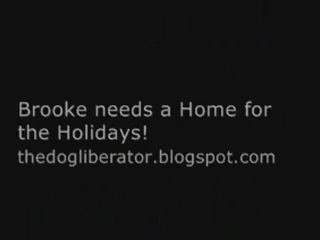 Brooke needs a Home for
the Holidays!
thedogliberator.blogspot.com